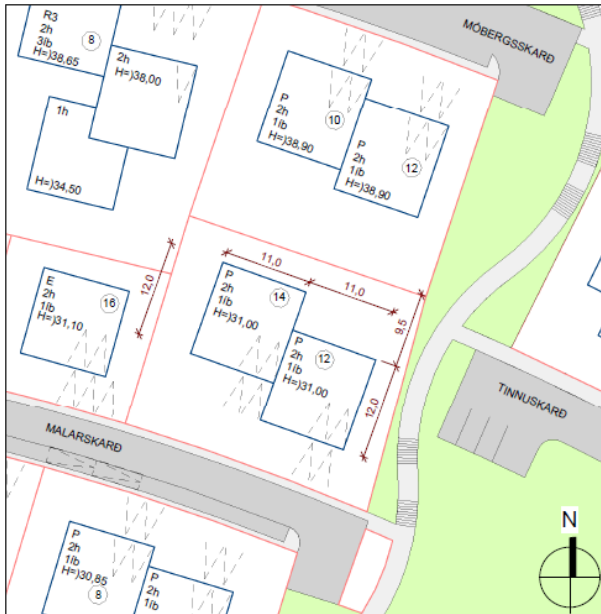 MÓBERGSSKARÐ
R3
2h
3íb
H=)38,65
8
2h
H=)38,00
1h
H=)34,50
P
2h
1íb
H=)38,90
10
P
2h
1íb
H=)38,90
12
11,0
11,0
12,0
9,5
12,0
E
2h
1íb
H=)31,10
16
P
2h
1íb
H=)31,00
14
P
2h
1íb
H=)31,00
12
MALARSKARÐ
TINNUSKARÐ
P
2h
1íb
H=)30,85
8
P
2h
1íb
N